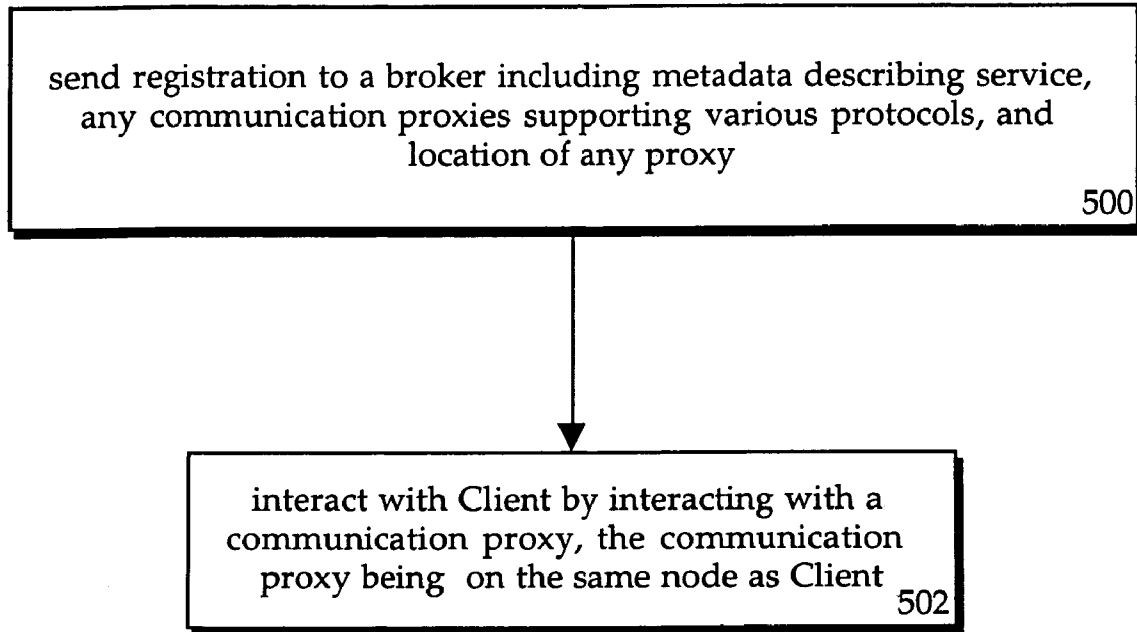 send registration to a broker including metadata describing service,
any communication proxies supporting various protocols, and
location of any proxy
500
interact with Client by interacting with a
communication proxy, the communication
proxy being on the same node as Client
502